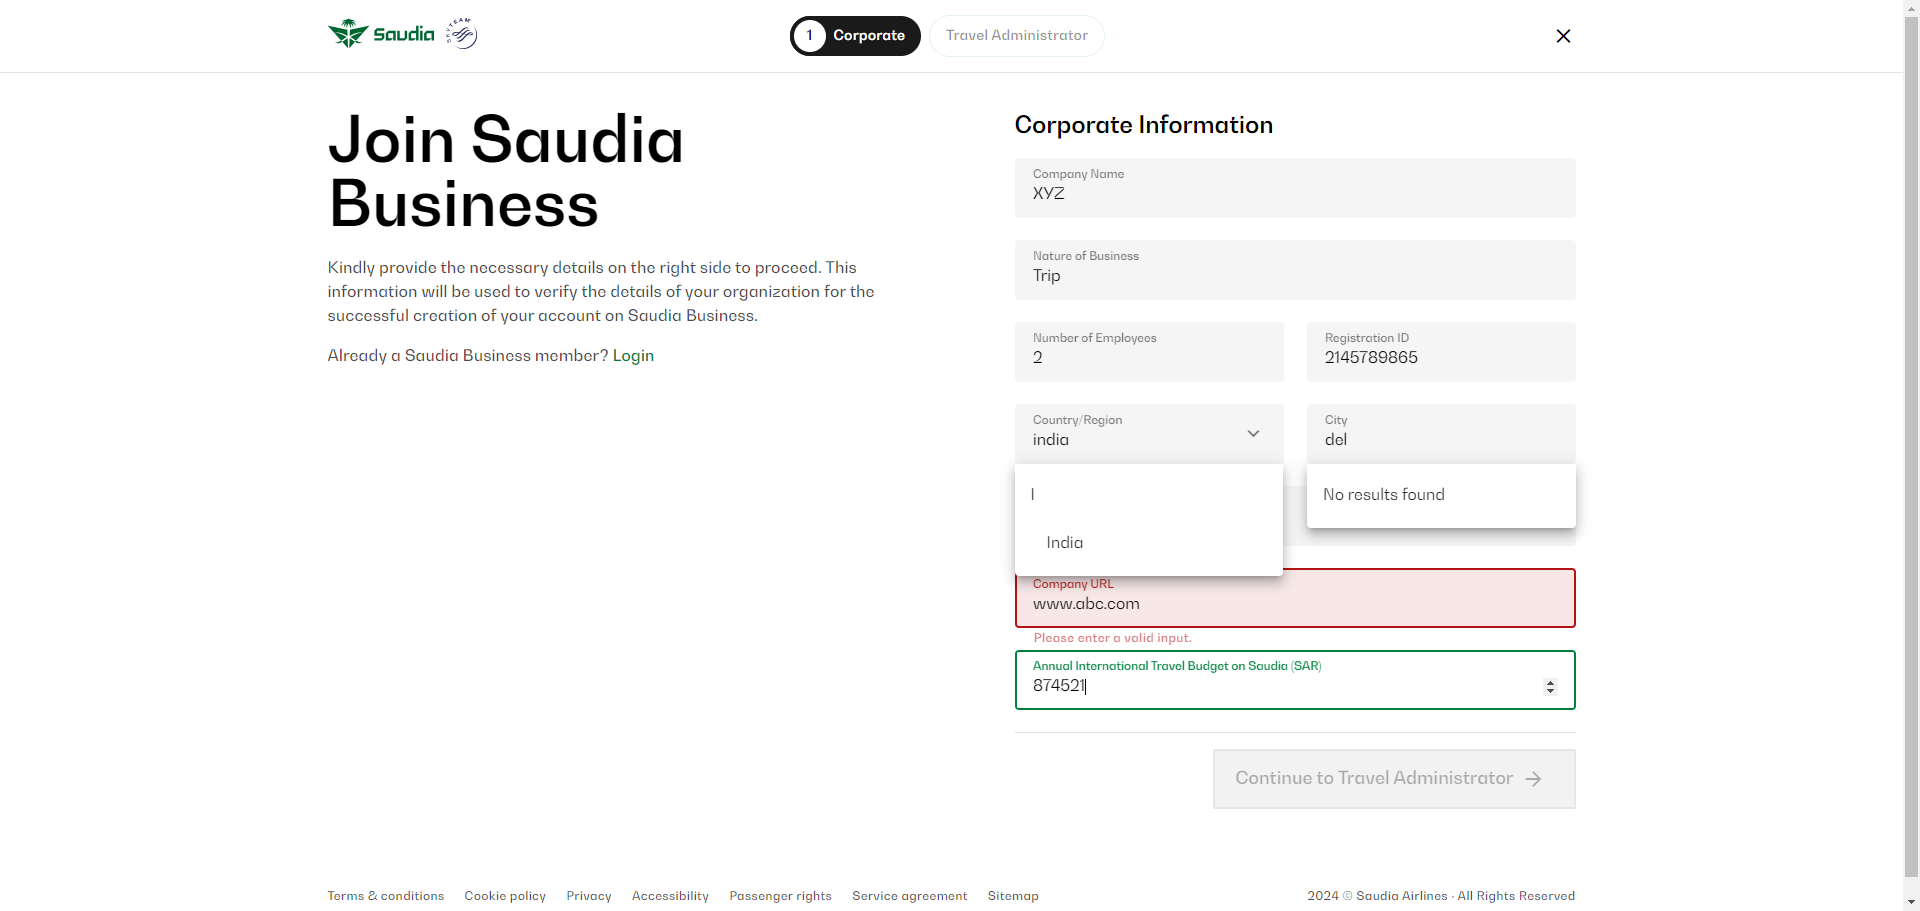 Saudia
SKYTEAM
1 Corporate
Travel Administrator
Join Saudia
Business
Kindly provide the necessary details on the right side to proceed. This
information will be used to verify the details of your organization for the
successful creation of your account on Saudia Business.
Already a Saudia Business member? Login
Corporate Information
Company Name
XYZ
Nature of Business
Trip
Number of Employees
2
Registration ID
2145789865
Country/Region
india
City
del
I
India
No results found
Company URL
www.abc.com
Please enter a valid input.
Annual International Travel Budget on Saudia (SAR)
874521
Continue to Travel Administrator
Terms & conditions
Cookie policy
Privacy
Accessibility
Passenger rights
Service agreement
Sitemap
2024 © Saudia Airlines · All Rights Reserved